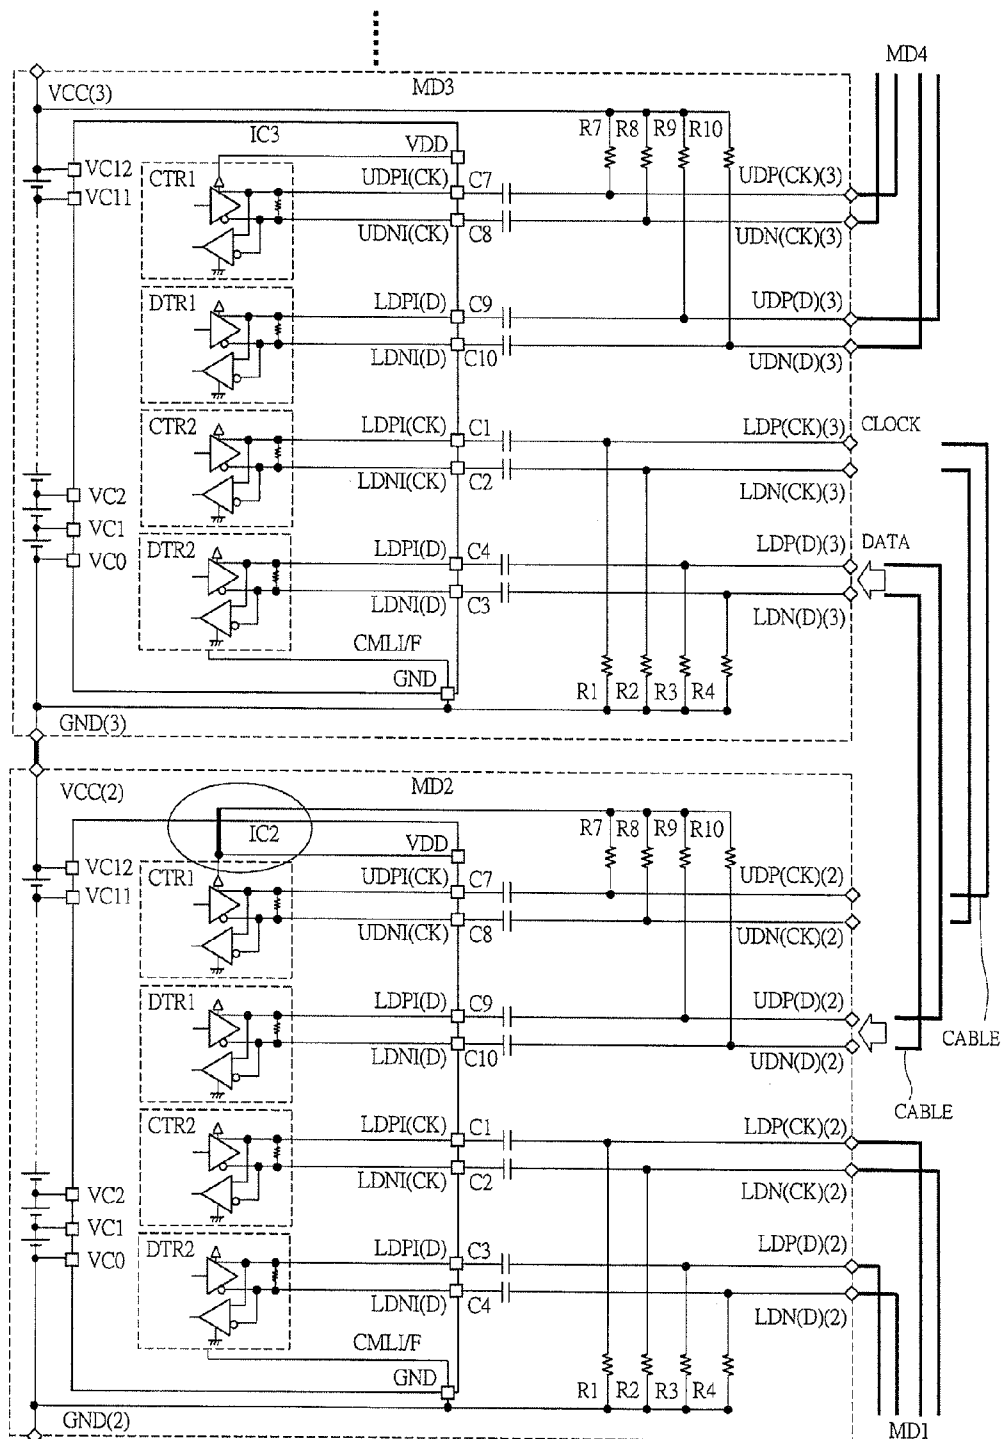 MD4
MD3
VCC(3)
IC3
R7 R8 R9 R10
VDD
VC12
CTR1
UDPI(CK) C7
UDP(CK)(3)
VC11
UDNI(CK) C8
UDN(CK)(3)
DTR1
LDPI(D) C9
UDP(D)(3)
LDNI(D) C10
UDN(D)(3)
CTR2
LDPI(CK) C1
LDP(CK)(3) CLOCK
LDNI(CK) C2
LDN(CK)(3)
VC2
VC1
DTR2
LDPI(D) C4
LDP(D)(3) DATA
VC0
LDNI(D) C3
LDN(D)(3)
CMLI/F
GND
R1 R2 R3 R4
GND(3)
MD2
VCC(2)
IC2
R7 R8 R9 R10
VDD
VC12
CTR1
UDPI(CK) C7
UDP(CK)(2)
VC11
UDNI(CK) C8
UDN(CK)(2)
DTR1
LDPI(D) C9
UDP(D)(2)
CABLE
LDNI(D) C10
UDN(D)(2)
CABLE
CTR2
LDPI(CK) C1
LDP(CK)(2)
LDNI(CK) C2
LDN(CK)(2)
VC2
VC1
DTR2
LDPI(D) C3
LDP(D)(2)
VC0
LDNI(D) C4
LDN(D)(2)
CMLI/F
GND
R1 R2 R3 R4
GND(2)
MD1